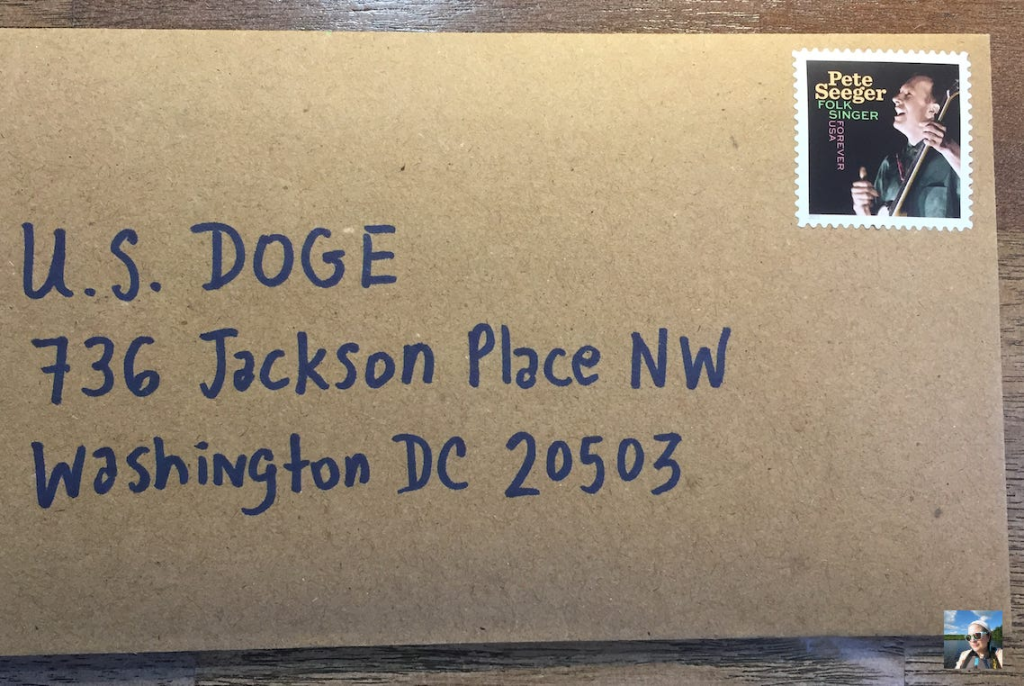 Pete
Seeger
FOLK
SINGER
FOREVER
USA
U.S. DOGE
736 Jackson Place NW
Washington DC 20503